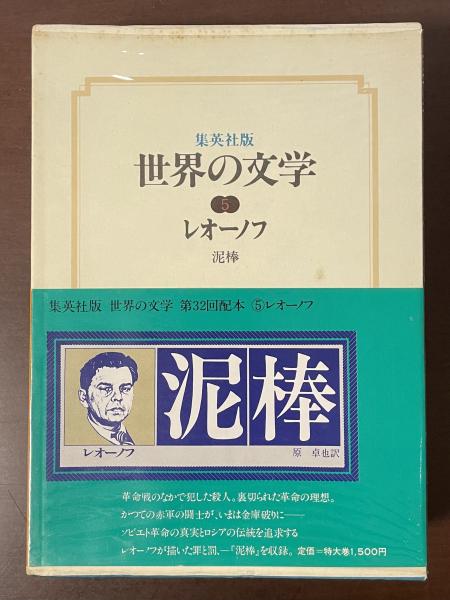 集英社版
世界の文学
5
レオーノフ
泥棒
集英社版 世界の文学 第32回配本 ⑤レオーノフ
泥棒
レオーノフ
原 卓也訳
革命戦のなかで犯した殺人。裏切られた革命の理想。
かつての赤軍の闘士が、いまは金庫破りに――
ソビエト革命の真実とロシアの伝統を追求する
レオーノフが描いた罪と罰、―『泥棒』を収録。定価=特大巻1,500円